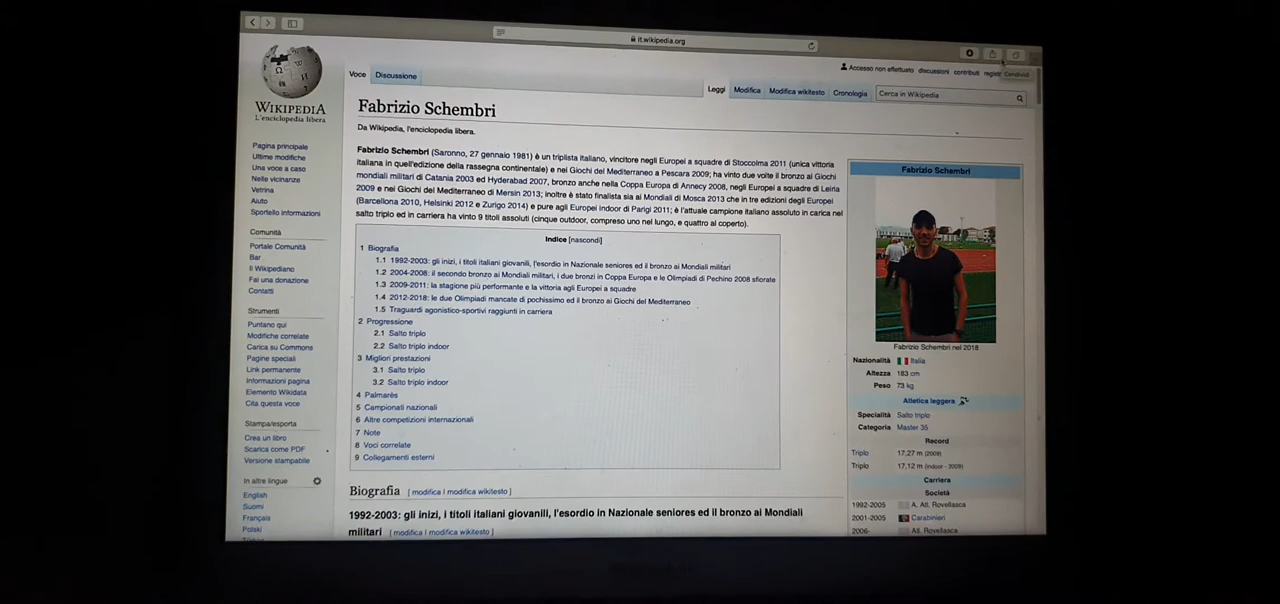 it.wikipedia.org
Accesso non effettuato discussioni contributi
Condividi
Voce Discussione
Leggi Modifica Modifica wikitesto Cronologia Cerca in Wikipedia
WIKIPEDIA
L'enciclopedia libera
Pagina principale
Ultime modifiche
Una voce a caso
Nelle vicinanze
Vetrina
Aiuto
Sportello informazioni
Comunità
Portale Comunità
Bar
Il Wikipediano
Fai una donazione
Contatti
Strumenti
Puntano qui
Modifiche correlate
Carica su Commons
Pagine speciali
Link permanente
Informazioni pagina
Elemento Wikidata
Cita questa voce
Stampa/esporta
Crea un libro
Scarica come PDF
Versione stampabile
In altre lingue
English
Suomi
Français
Polski
Fabrizio Schembri
Da Wikipedia, l'enciclopedia libera.
Fabrizio Schembri (Saronno, 27 gennaio 1981) è un triplista italiano, vincitore negli Europei a squadre di Stoccolma 2011 (unica vittoria
italiana in quell'edizione della rassegna continentale) e nei Giochi del Mediterraneo a Pescara 2009; ha vinto due volte il bronzo ai Giochi
mondiali militari di Catania 2003 ed Hyderabad 2007, bronzo anche nella Coppa Europa di Annecy 2008, negli Europei a squadre di Leiria
2009 e nei Giochi del Mediterraneo di Mersin 2013; inoltre è stato finalista sia ai Mondiali di Mosca 2013 che in tre edizioni degli Europei
(Barcellona 2010, Helsinki 2012 e Zurigo 2014) e pure agli Europei indoor di Parigi 2011; è l'attuale campione italiano assoluto in carica nel
salto triplo ed in carriera ha vinto 9 titoli assoluti (cinque outdoor, compreso uno nel lungo, e quattro al coperto).
Indice [nascondi]
1 Biografia
1.1 1992-2003: gli inizi, i titoli italiani giovanili, l'esordio in Nazionale seniores ed il bronzo ai Mondiali militari
1.2 2004-2008: il secondo bronzo ai Mondiali militari, i due bronzi in Coppa Europa e le Olimpiadi di Pechino 2008 sfiorate
1.3 2009-2011: la stagione più performante e la vittoria agli Europei a squadre
1.4 2012-2018: le due Olimpiadi mancate di pochissimo ed il bronzo ai Giochi del Mediterraneo
1.5 Traguardi agonistico-sportivi raggiunti in carriera
2 Progressione
2.1 Salto triplo
2.2 Salto triplo indoor
3 Migliori prestazioni
3.1 Salto triplo
3.2 Salto triplo indoor
4 Palmarès
5 Campionati nazionali
6 Altre competizioni internazionali
7 Note
8 Voci correlate
9 Collegamenti esterni
Biografia [ modifica | modifica wikitesto ]
1992-2003: gli inizi, i titoli italiani giovanili, l'esordio in Nazionale seniores ed il bronzo ai Mondiali
militari [ modifica | modifica wikitesto ]
Fabrizio Schembri
Fabrizio Schembri nel 2018
Nazionalità Italia
Altezza 183 cm
Peso 73 kg
Atletica leggera
Specialità Salto triplo
Categoria Master 35
Record
Triplo 17,27 m (2009)
Triplo 17,12 m (indoor - 2009)
Carriera
Società
1992-2005 A. Atl. Rovellasca
2001-2005 Carabinieri
2006- Atl. Rovellasca